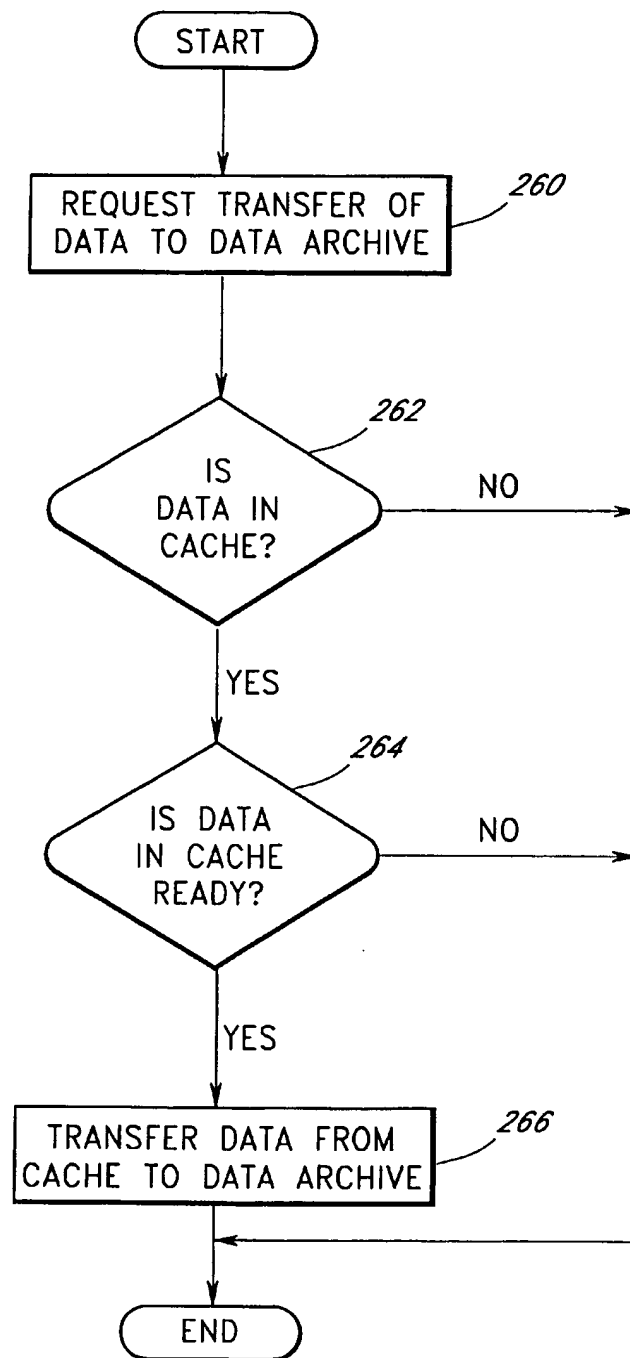 START
REQUEST TRANSFER OF
DATA TO DATA ARCHIVE
260
262
IS
DATA IN
CACHE?
NO
YES
264
IS DATA
IN CACHE
READY?
NO
YES
266
TRANSFER DATA FROM
CACHE TO DATA ARCHIVE
END